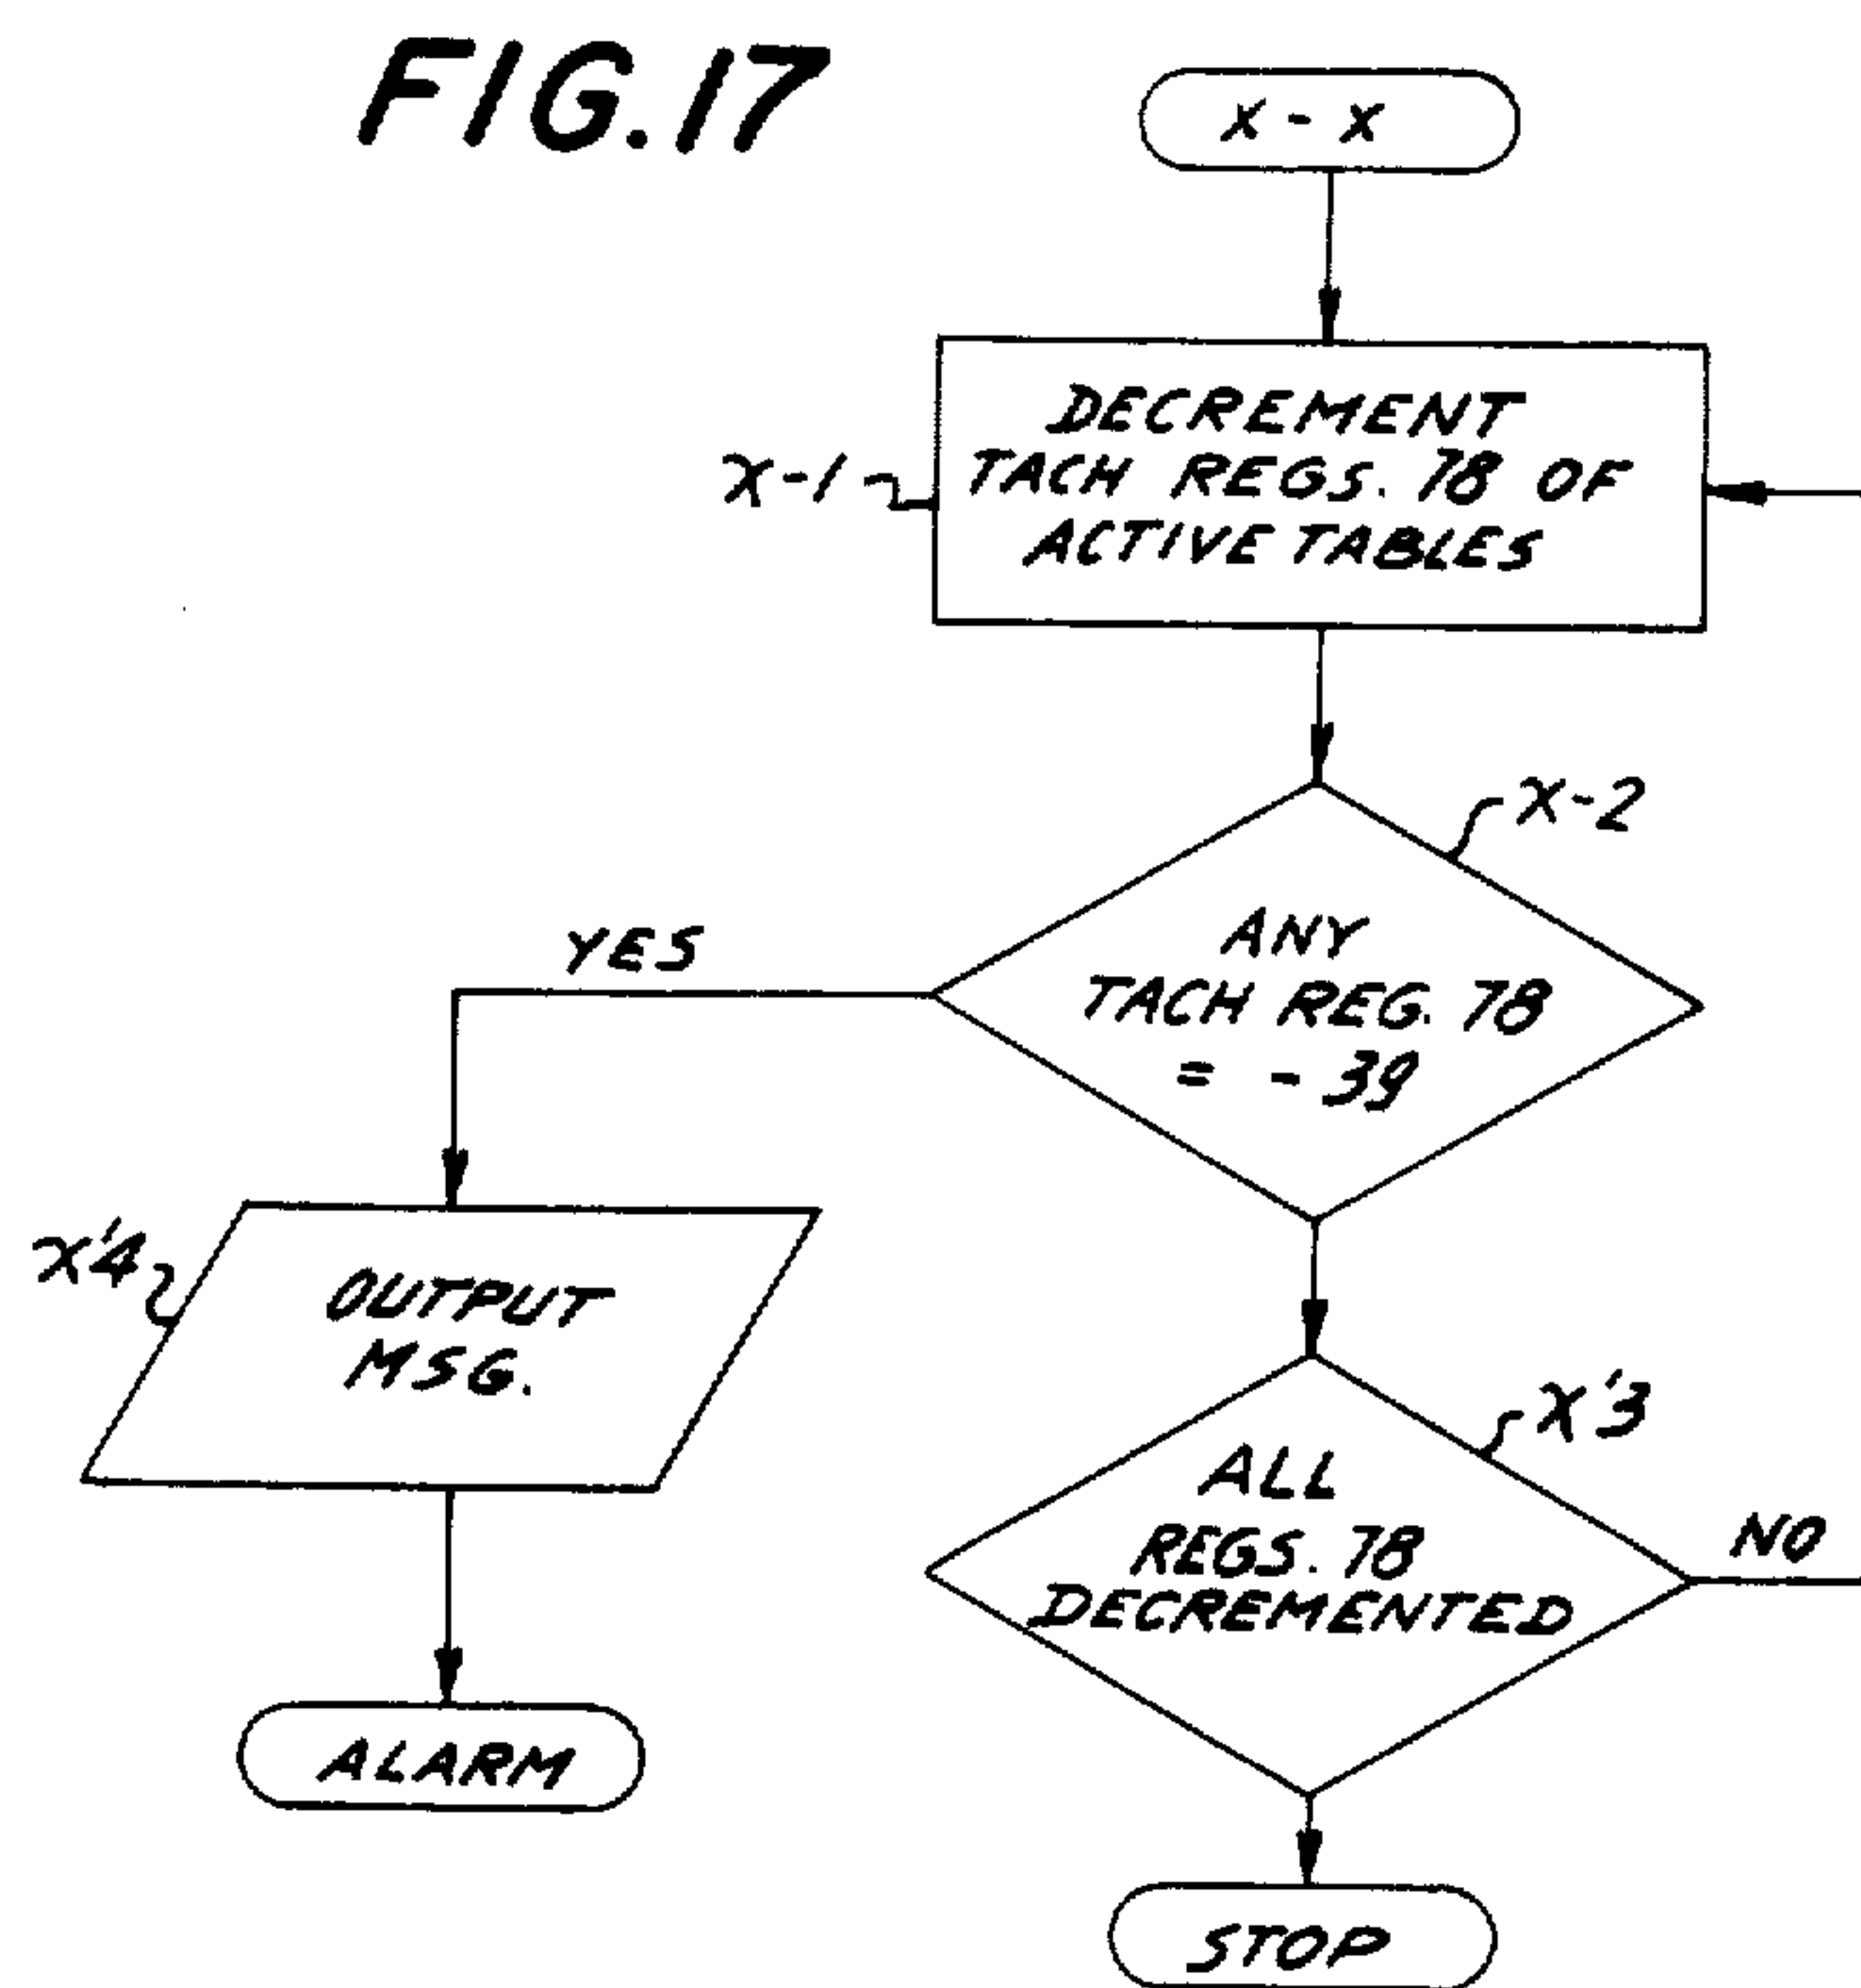 FIG.17
X - X
DECREMENT
TACH REGS. 78 OF
ACTIVE TABLES
X-1
X-2
ANY
TACH REG. 78
= - 39
YES
X'4
OUTPUT
MSG.
X'3
ALL
REGS. 78
DECREMENTED
NO
ALARM
STOP